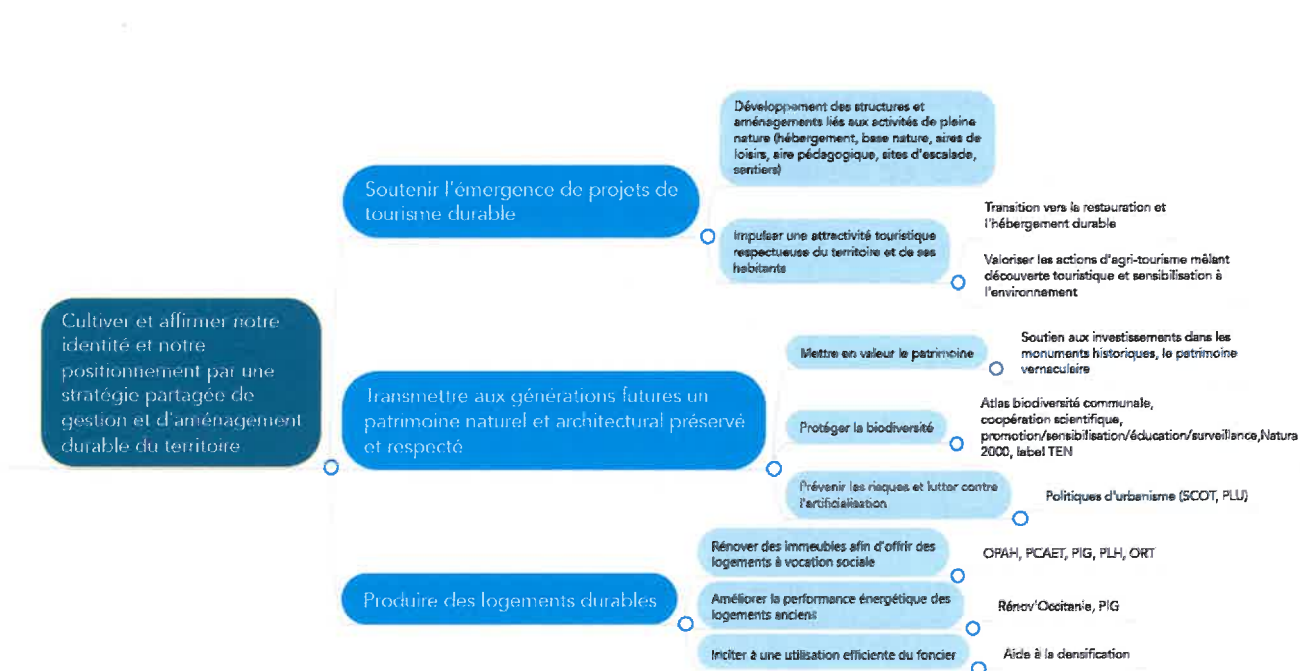 Cultiver et affirmer notre
identité et notre
positionnement par une
stratégie partagée de
gestion et d'aménagement
durable du territoire
Soutenir l'émergence de projets de
tourisme durable
Développement des structures et
aménagements liés aux activités de pleine
nature (hébergement, base nature, aires de
loisirs, aire pédagogique, sites d'escalade,
sentiers)
Impulser une attractivité touristique
respectueuse du territoire et de ses
habitants
Transition vers la restauration et
l'hébergement durable
Valoriser les actions d'agri-tourisme mêlant
découverte touristique et sensibilisation à
l'environnement
Transmettre aux générations futures un
patrimoine naturel et architectural préservé
et respecté
Mettre en valeur le patrimoine
Soutien aux investissements dans les
monuments historiques, le patrimoine
vernaculaire
Protéger la biodiversité
Atlas biodiversité communale,
coopération scientifique,
promotion/sensibilisation/éducation/surveillance,Natura
2000, label TEN
Prévenir les risques et lutter contre
l'artificialisation
Politiques d'urbanisme (SCOT, PLU)
Produire des logements durables
Rénover des immeubles afin d'offrir des
logements à vocation sociale
OPAH, PCAET, PIG, PLH, ORT
Améliorer la performance énergétique des
logements anciens
Rénov'Occitanie, PIG
Inciter à une utilisation efficiente du foncier
Aide à la densification